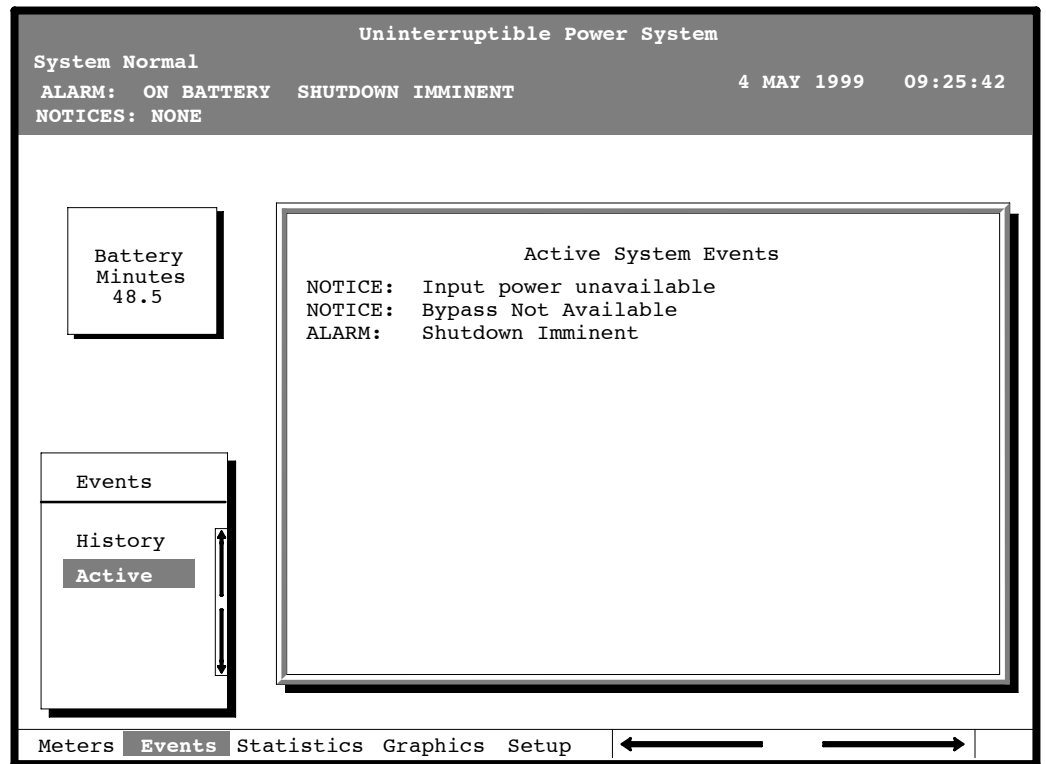 Uninterruptible Power System
System Normal
ALARM: ON BATTERY SHUTDOWN IMMINENT
4 MAY 1999 09:25:42
NOTICES: NONE
Battery
Minutes
48.5
Active System Events
NOTICE: Input power unavailable
NOTICE: Bypass Not Available
ALARM: Shutdown Imminent
Events
History
Active
Meters Events Statistics Graphics Setup